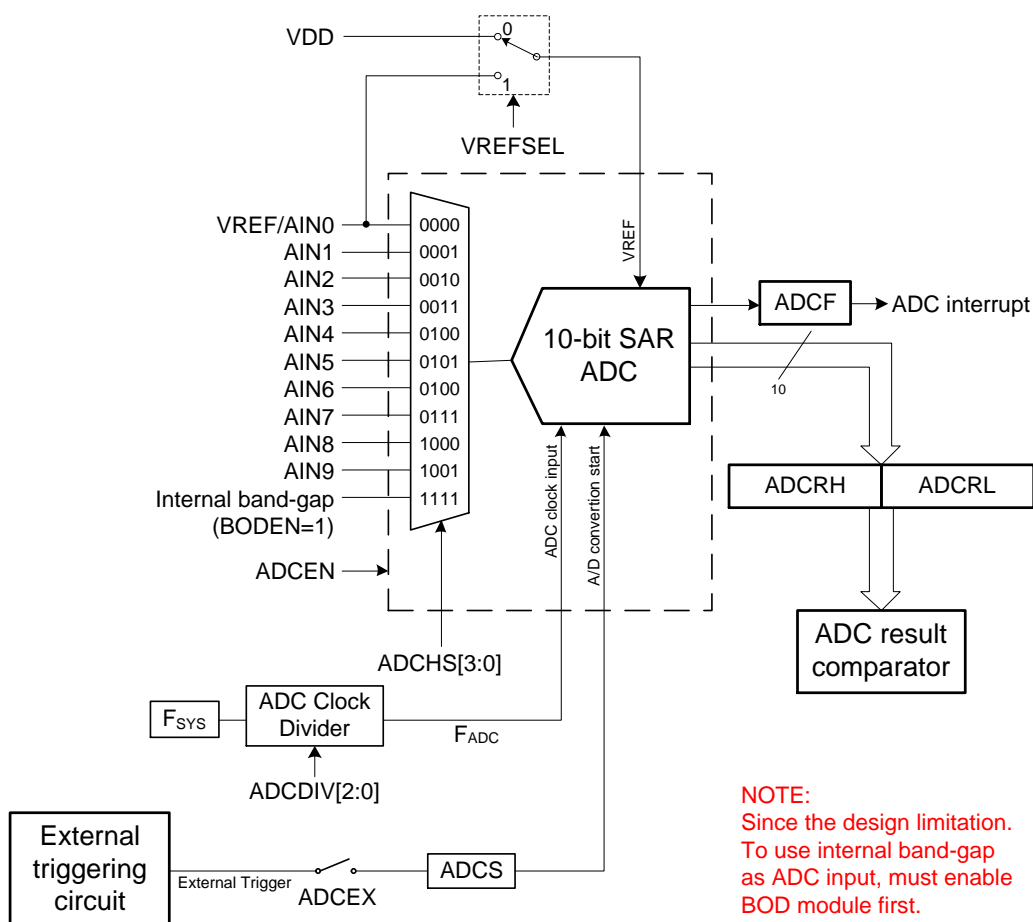 VDD
0
1
VREFSEL
VREF/AIN0
AIN1
AIN2
AIN3
AIN4
AIN5
AIN6
AIN7
AIN8
AIN9
Internal band-gap
(BODEN=1)
ADCEN
0000
0001
0010
0011
0100
0101
0100
0111
1000
1001
1111
VREF
10-bit SAR
ADC
ADCF
ADC interrupt
10
ADCRH
ADCRL
ADC result
comparator
ADC clock input
A/D convertion start
ADCHS[3:0]
FSYS
ADC Clock
Divider
FADC
ADCDIV[2:0]
External
triggering
circuit
External Trigger
ADCEX
ADCS
NOTE:
Since the design limitation.
To use internal band-gap
as ADC input, must enable
BOD module first.